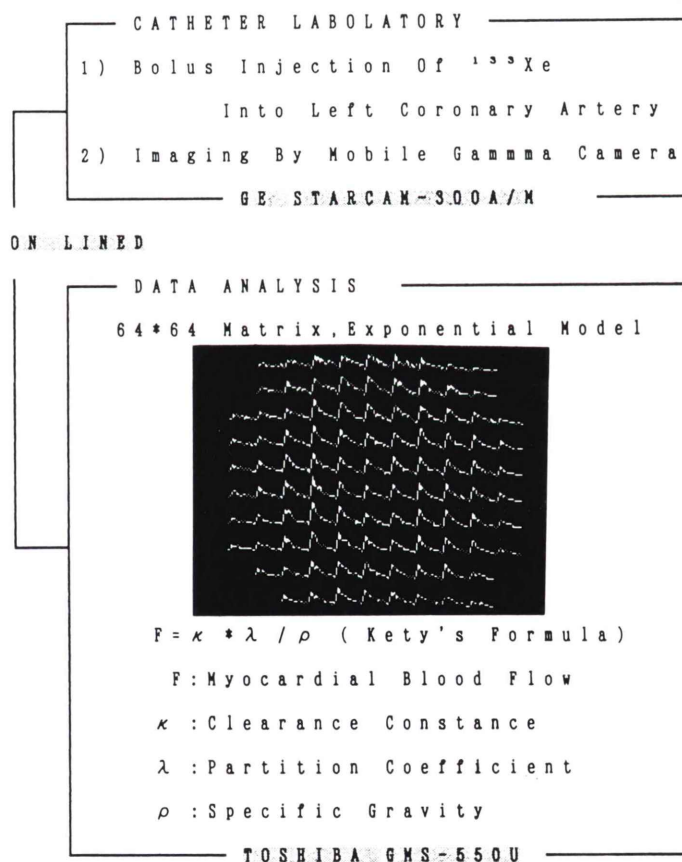 CATHETER LABOLATORY
1) Bolus Injection Of ¹³³Xe
Into Left Coronary Artery
2) Imaging By Mobile Gammma Camera
GE STARCAM-300A/M
ON LINED
DATA ANALYSIS
64*64 Matrix,Exponential Model
F=κ*λ/ρ (Kety's Formula)
F:Myocardial Blood Flow
κ:Clearance Constance
λ:Partition Coefficient
ρ:Specific Gravity
TOSHIBA GMS-550U